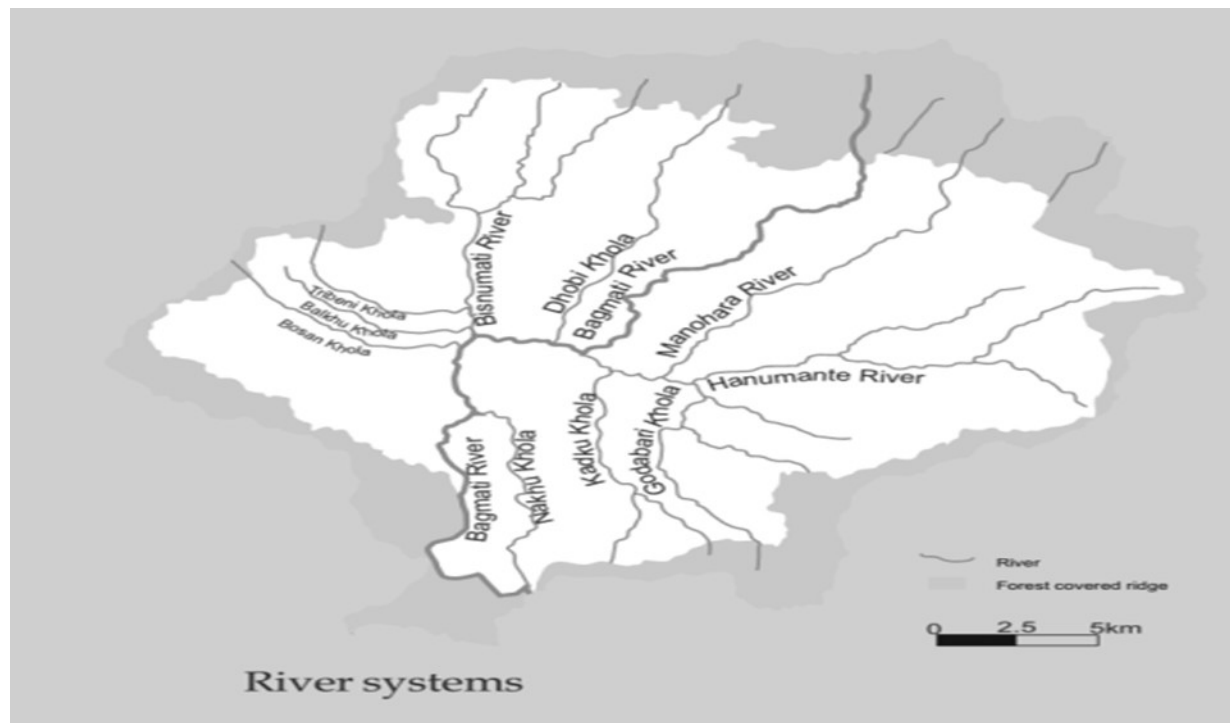 Bisnumati River
Dhobi Khola
Bagmati River
Manohara River
Tribeni Khola
Balkhu Khola
Bosan Khola
Hanumante River
Bagmati River
Nakhu Khola
Kadku Khola
Godabari Khola
River
Forest covered ridge
0 2.5 5km
River systems